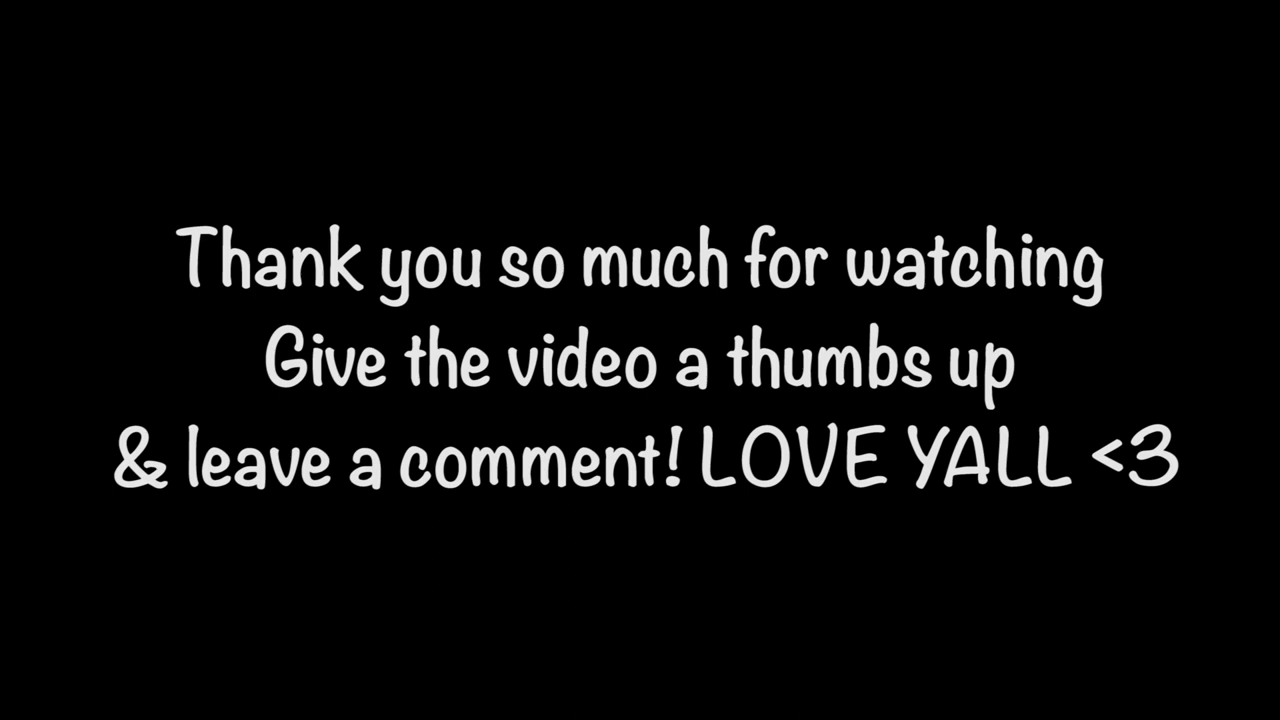 Thank you so much for watching
Give the video a thumbs up
& leave a comment! LOVE YALL <3